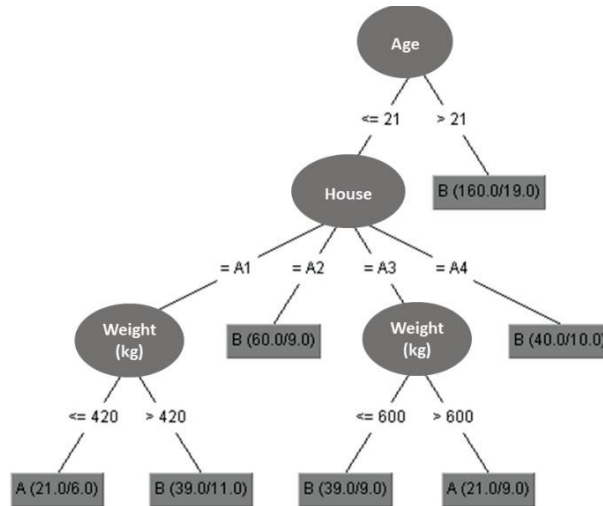 Age
<= 21
> 21
House
B (160.0/19.0)
= A1
= A2
= A3
= A4
Weight
(kg)
B (60.0/9.0)
Weight
(kg)
B (40.0/10.0)
<= 420
> 420
<= 600
> 600
A (21.0/6.0)
B (39.0/11.0)
B (39.0/9.0)
A (21.0/9.0)